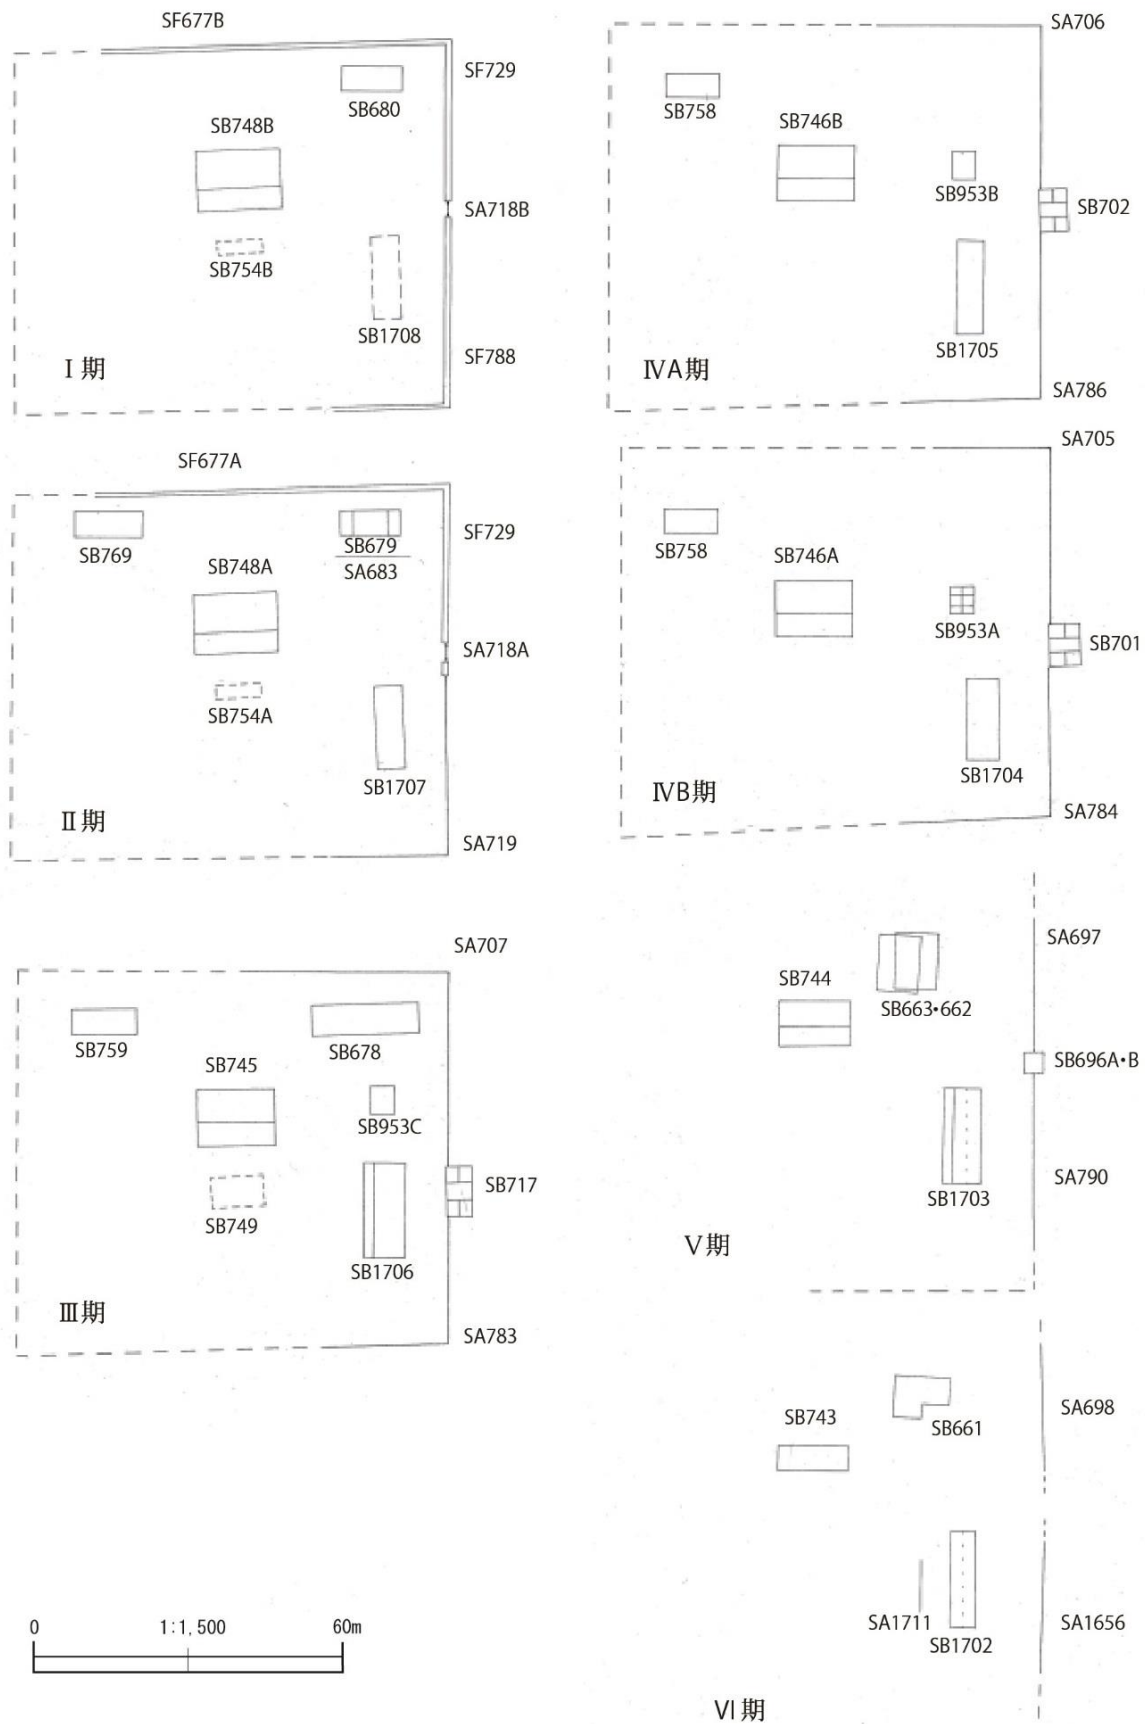 SF677B
SF729
SB680
SB748B
SA718B
SB754B
SB1708
SF788
Ⅰ期
SF677A
SF729
SB769
SB679
SA683
SB748A
SA718A
SB754A
SB1707
Ⅱ期
SA719
SA707
SB759
SB678
SB745
SB953C
SB717
SB749
SB1706
Ⅲ期
SA783
0
1:1,500
60m
SA706
SB758
SB746B
SB953B
SB702
SB1705
ⅣA期
SA786
SA705
SB758
SB746A
SB953A
SB701
SB1704
ⅣB期
SA784
SA697
SB744
SB663•662
SB696A•B
SB1703
SA790
Ⅴ期
SB743
SB661
SA698
SA1711
SB1702
SA1656
Ⅵ期